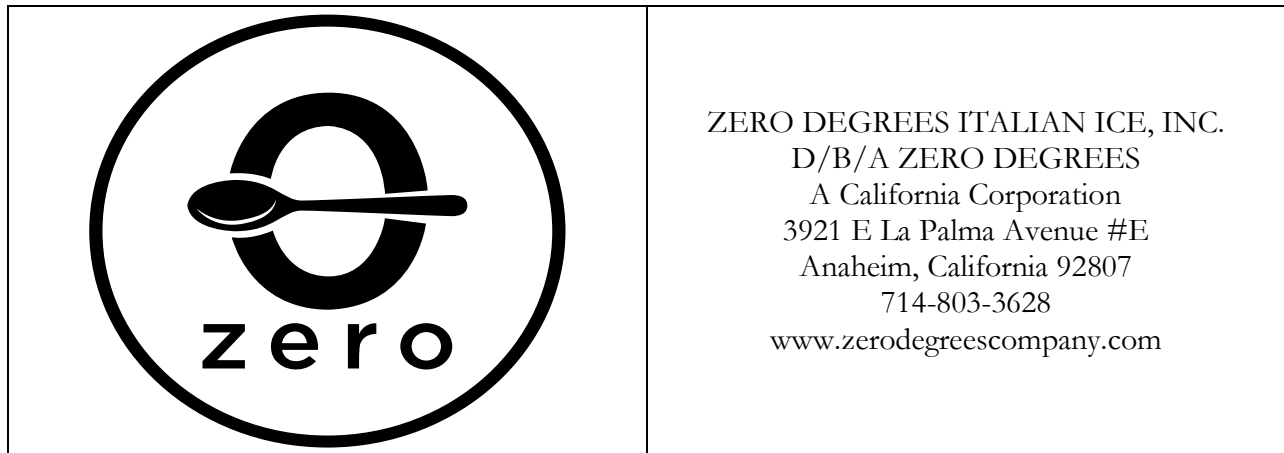 zero
ZERO DEGREES ITALIAN ICE, INC.
D/B/A ZERO DEGREES
A California Corporation
3921 E La Palma Avenue #E
Anaheim, California 92807
714-803-3628
www.zerodegreescompany.com